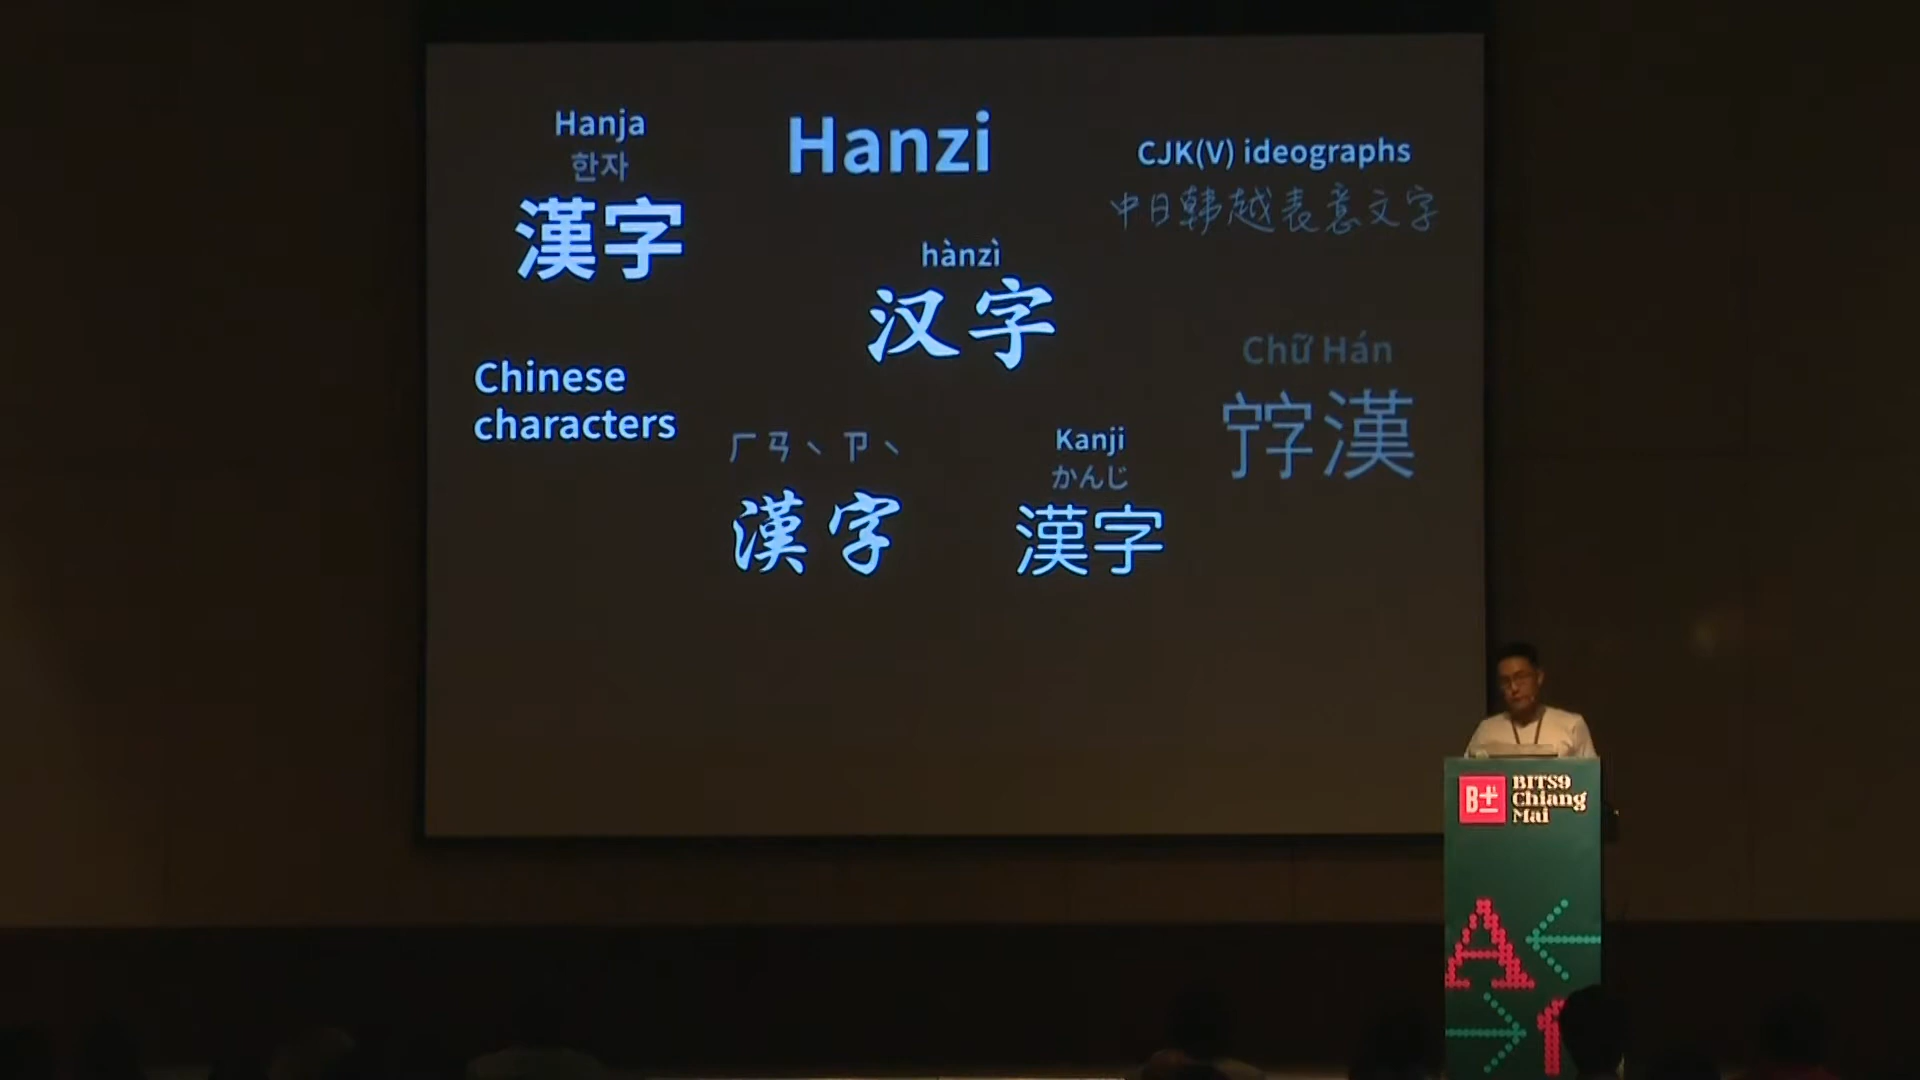 Hanja
한자
漢字
Hanzi
CJK(V) ideographs
中日韩越表意文字
hànzì
汉字
Chinese
characters
ㄏㄢˋ ㄗˋ
漢字
Kanji
かんじ
漢字
Chữ Hán
𡨸漢
B
BITS9
Chiang
Mai
A